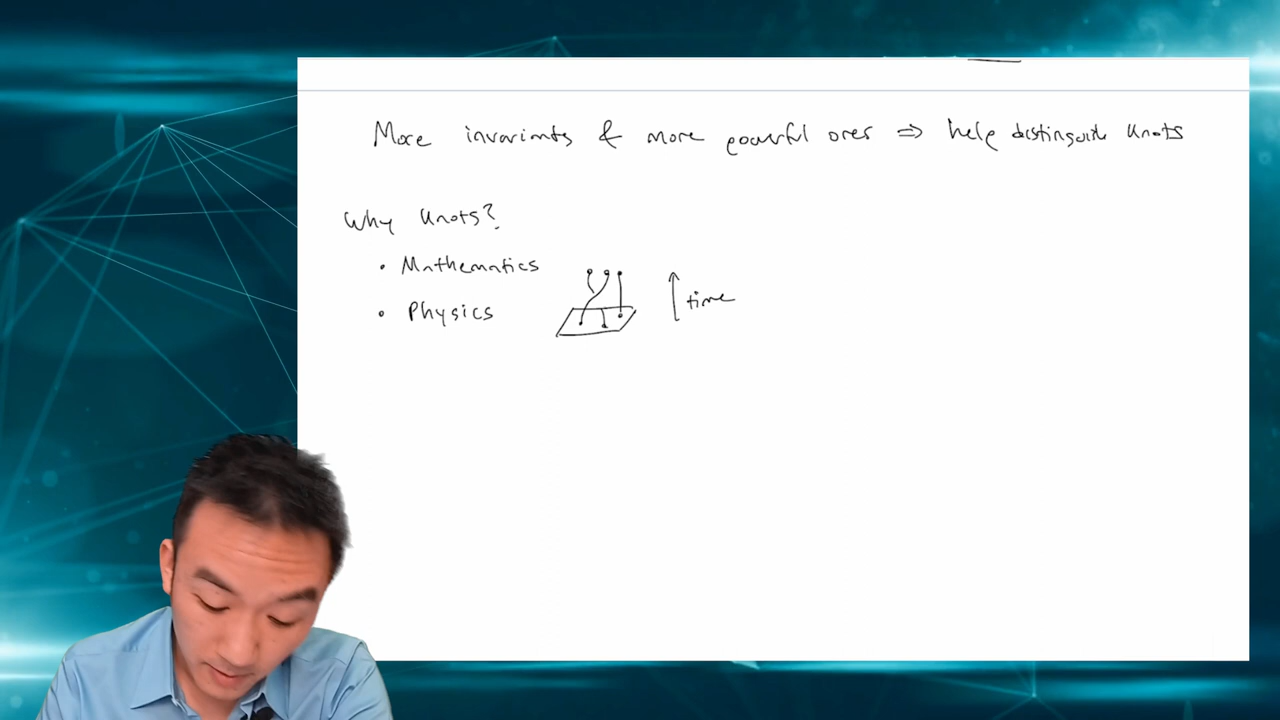 More invariants & more powerful ones ⇒ help distinguish knots
Why knots?
• Mathematics
• Physics
↑ time